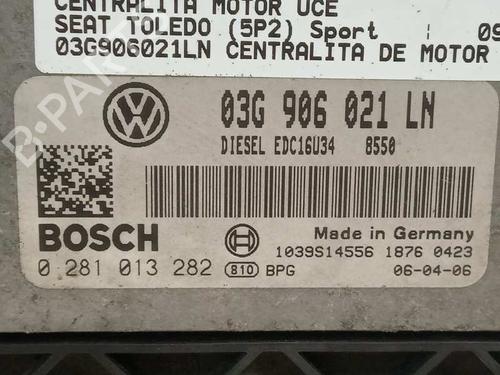 CENTRALITA MOTOR UCE
SEAT TOLEDO (5P2) Sport | 09
03G906021LN CENTRALITA DE MOTOR
03G 906 021 LN
DIESEL EDC16U34 8550
BOSCH
Made in Germany
1039S14556 1876 0423
0 281 013 282 810 BPG 06-04-06
B-PARTS